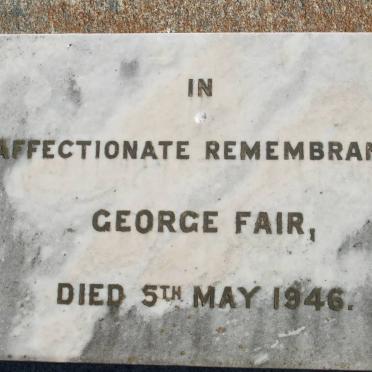 IN
AFFECTIONATE REMEMBRAN
GEORGE FAIR,
DIED 5TH MAY 1946.